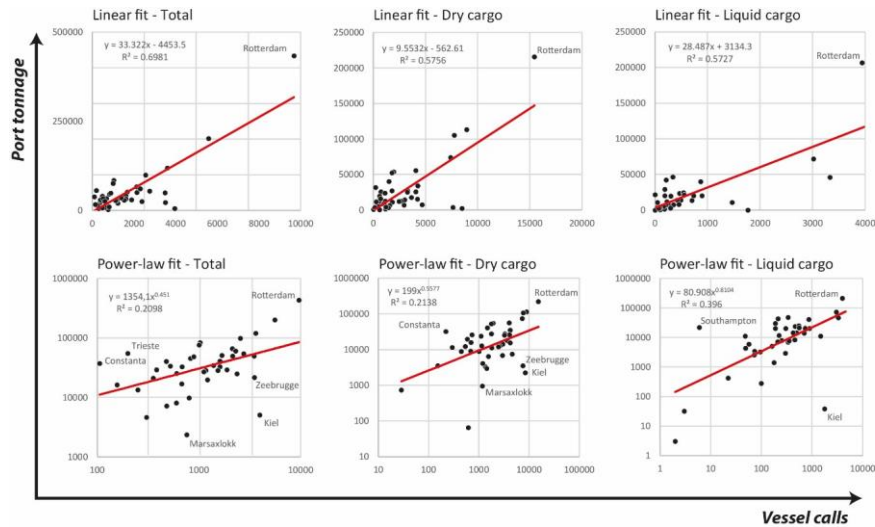 Linear fit - Total
Linear fit - Dry cargo
Linear fit - Liquid cargo
500000
250000
0
y = 33.322x - 4453.5
R² = 0.6981
Rotterdam
0 2000 4000 6000 8000 10000
250000
200000
150000
100000
50000
0
y = 9.5532x - 562.61
R² = 0.5756
Rotterdam
0 5000 10000 15000 20000
250000
200000
150000
100000
50000
0
y = 28.487x + 3134.3
R² = 0.5727
Rotterdam
0 1000 2000 3000 4000
Port tonnage
Power-law fit - Total
Power-law fit - Dry cargo
Power-law fit - Liquid cargo
1000000
100000
10000
1000
y = 1354,1x^0.451
R² = 0.2098
Rotterdam
Trieste
Constanta
Zeebrugge
Kiel
Marsaxlokk
100 1000 10000
1000000
100000
10000
1000
100
10
y = 199x^0.5577
R² = 0.2138
Rotterdam
Constanta
Zeebrugge
Kiel
Marsaxlokk
10 100 1000 10000 100000
1000000
100000
10000
1000
100
10
1
y = 80.908x^0.8104
R² = 0.396
Rotterdam
Southampton
Kiel
1 10 100 1000 10000
Vessel calls